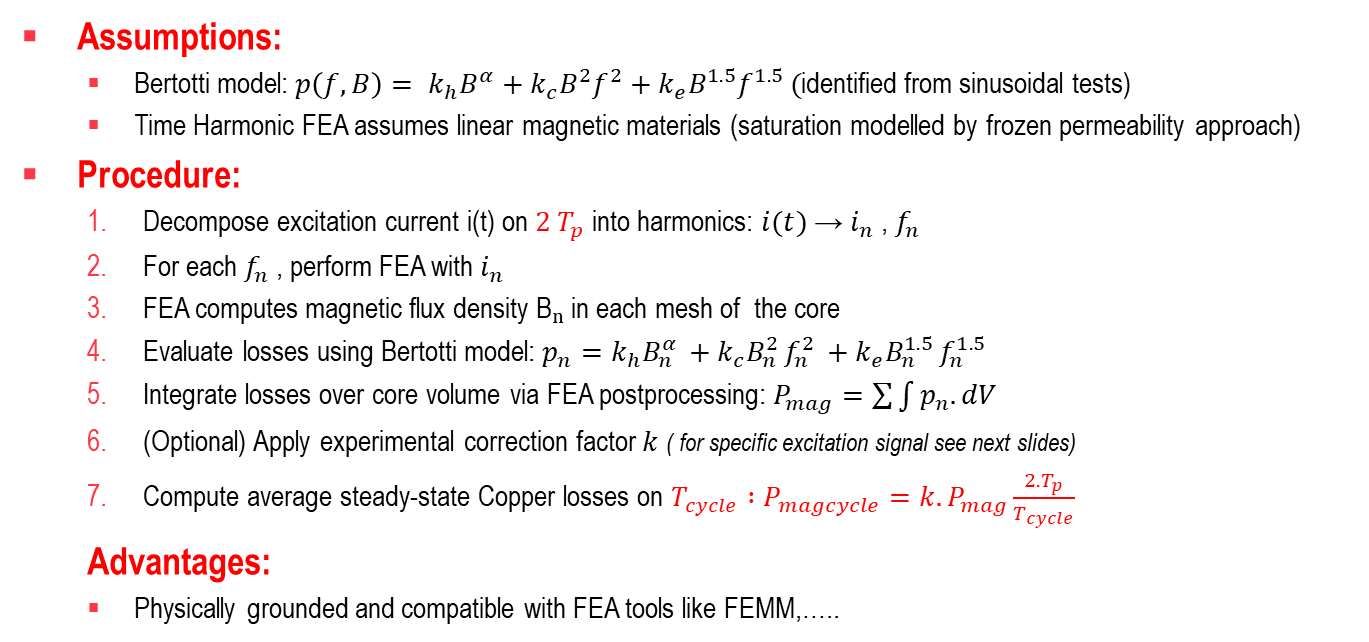 ▪ Assumptions:
▪ Bertotti model: p(f, B) = k_h B^α + k_c B^2 f^2 + k_e B^1.5 f^1.5 (identified from sinusoidal tests)
▪ Time Harmonic FEA assumes linear magnetic materials (saturation modelled by frozen permeability approach)
▪ Procedure:
1. Decompose excitation current i(t) on 2 T_p into harmonics: i(t) → i_n , f_n
2. For each f_n , perform FEA with i_n
3. FEA computes magnetic flux density B_n in each mesh of the core
4. Evaluate losses using Bertotti model: p_n = k_h B_n^α + k_c B_n^2 f_n^2 + k_e B_n^1.5 f_n^1.5
5. Integrate losses over core volume via FEA postprocessing: P_mag = ∑ ∫ p_n. dV
6. (Optional) Apply experimental correction factor k ( for specific excitation signal see next slides)
7. Compute average steady-state Copper losses on T_cycle : P_magcycle = k. P_mag 2.T_p / T_cycle
Advantages:
▪ Physically grounded and compatible with FEA tools like FEMM,.....